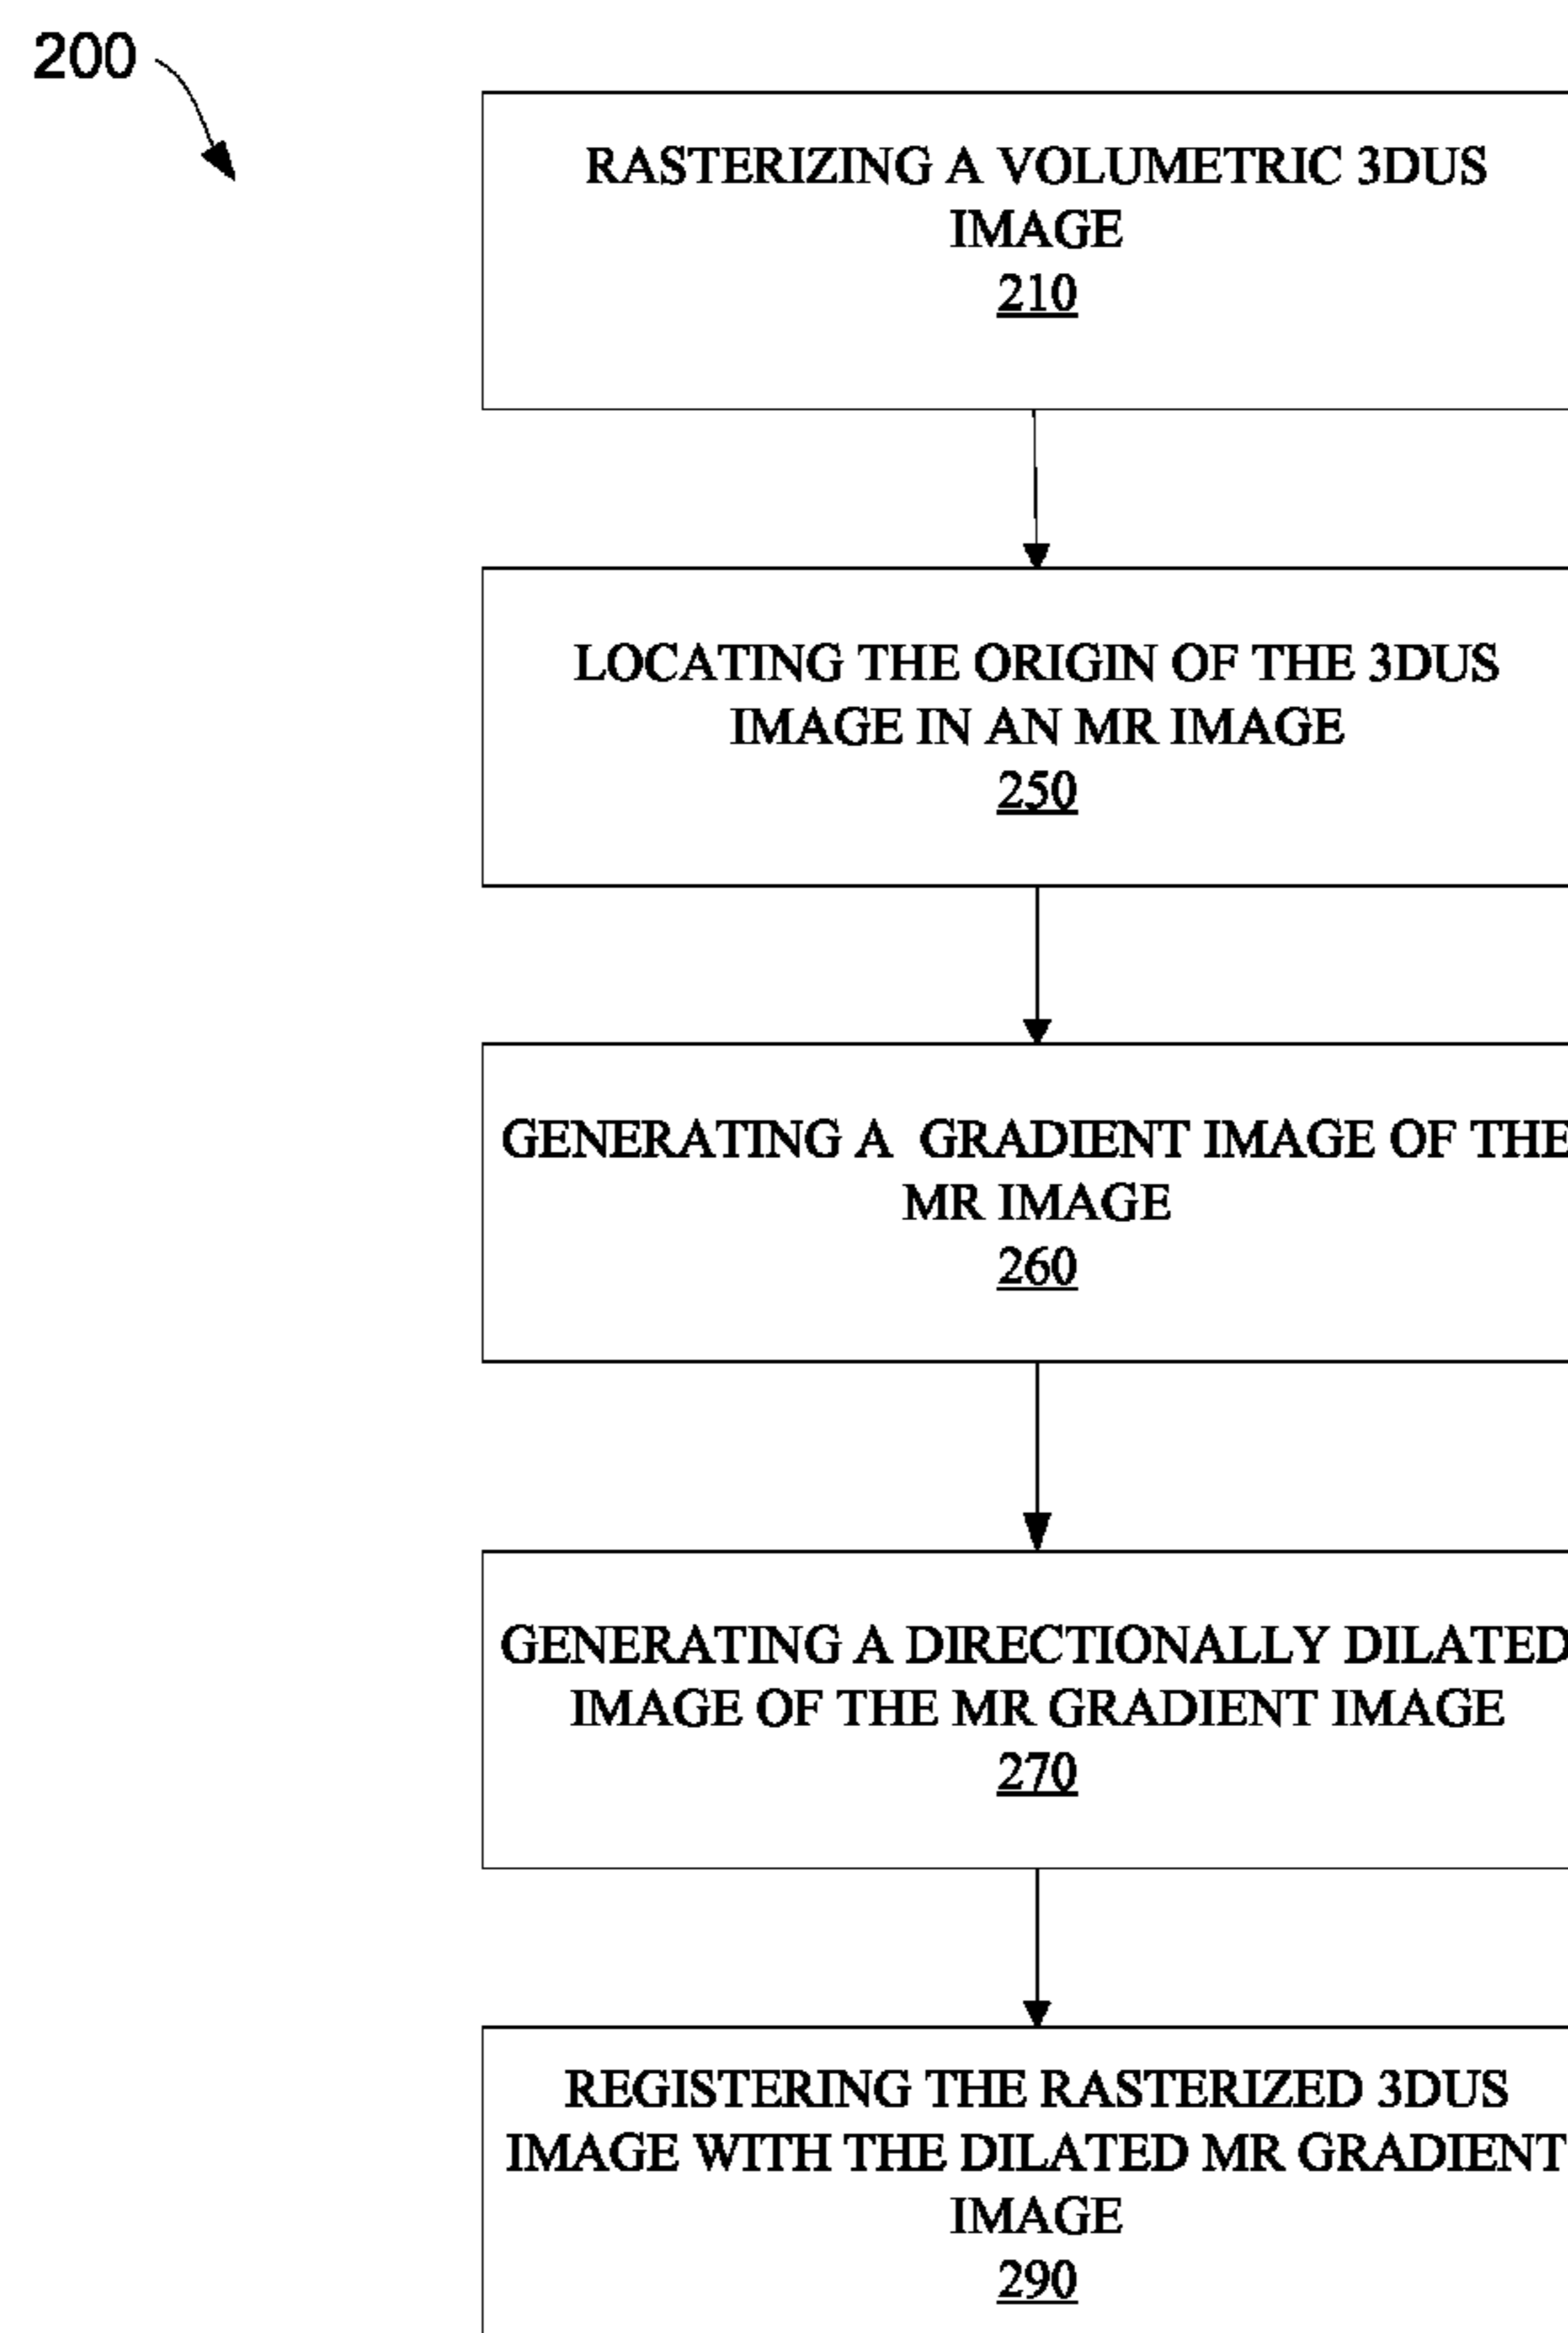 200
RASTERIZING A VOLUMETRIC 3DUS
IMAGE
210
LOCATING THE ORIGIN OF THE 3DUS
IMAGE IN AN MR IMAGE
250
GENERATING A GRADIENT IMAGE OF THE
MR IMAGE
260
GENERATING A DIRECTIONALLY DILATED
IMAGE OF THE MR GRADIENT IMAGE
270
REGISTERING THE RASTERIZED 3DUS
IMAGE WITH THE DILATED MR GRADIENT
IMAGE
290